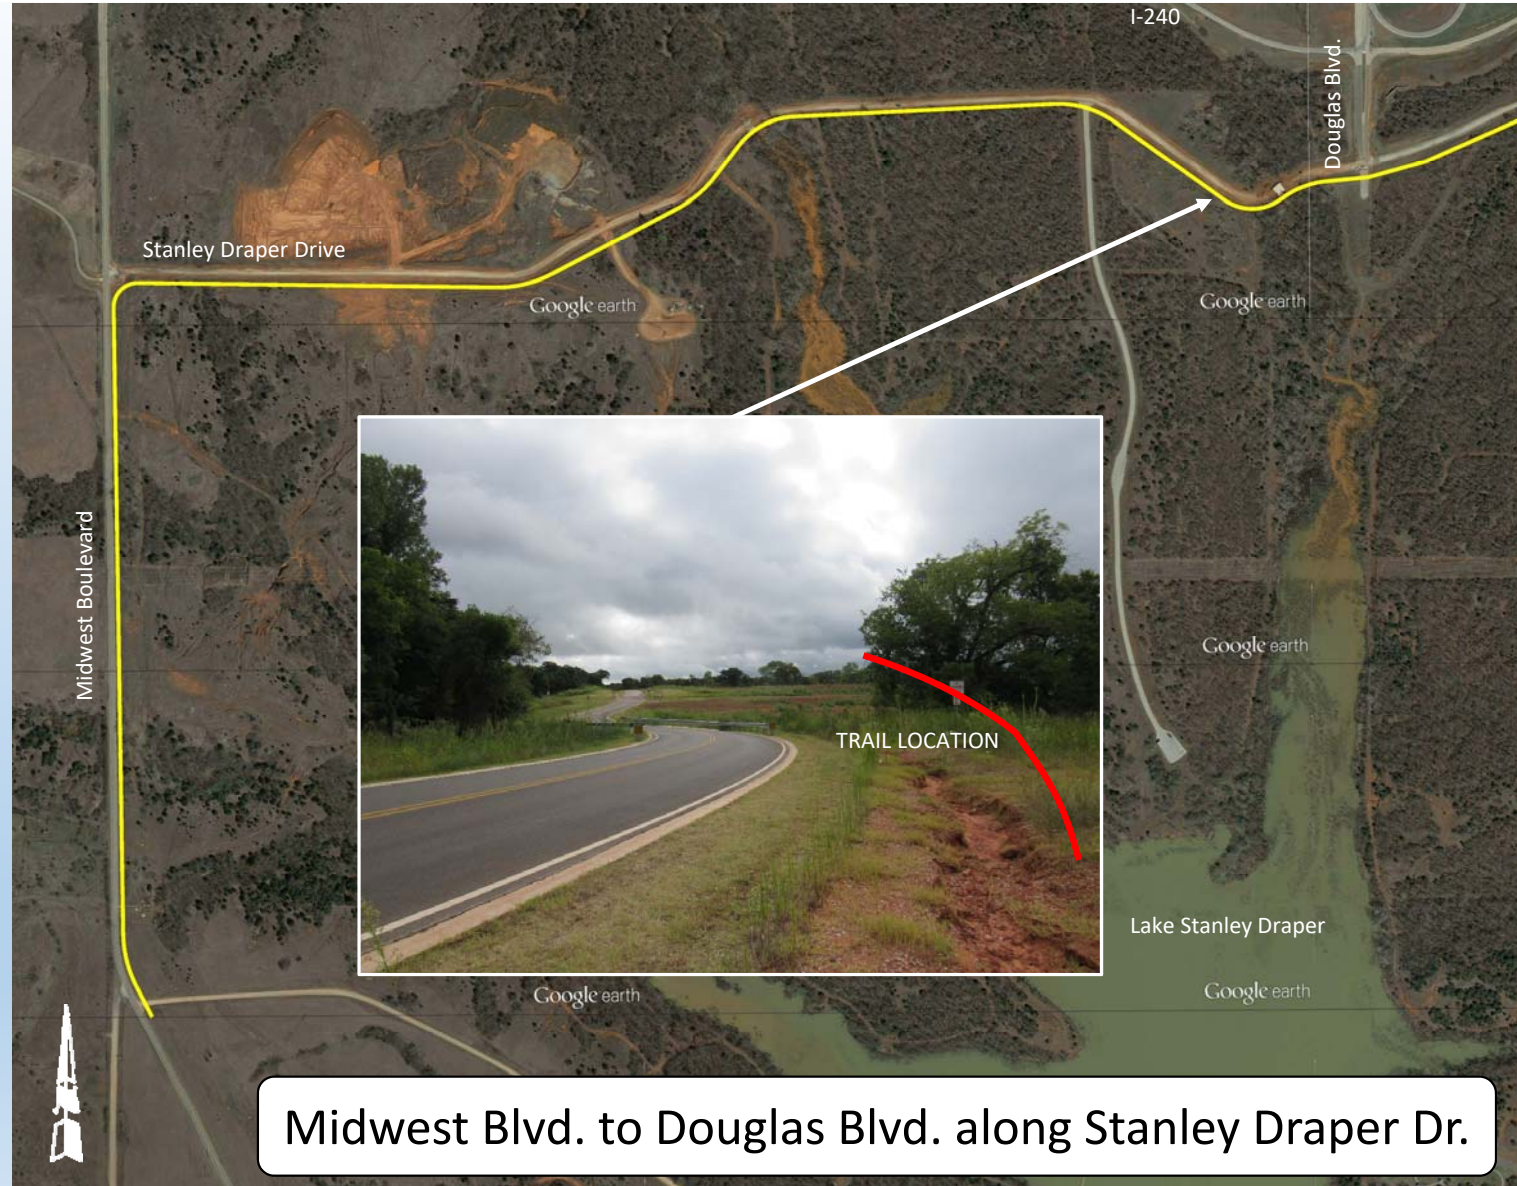 I-240
Douglas Blvd.
Stanley Draper Drive
Google earth
Google earth
Midwest Boulevard
Google earth
TRAIL LOCATION
Lake Stanley Draper
Google earth
Google earth
Midwest Blvd. to Douglas Blvd. along Stanley Draper Dr.